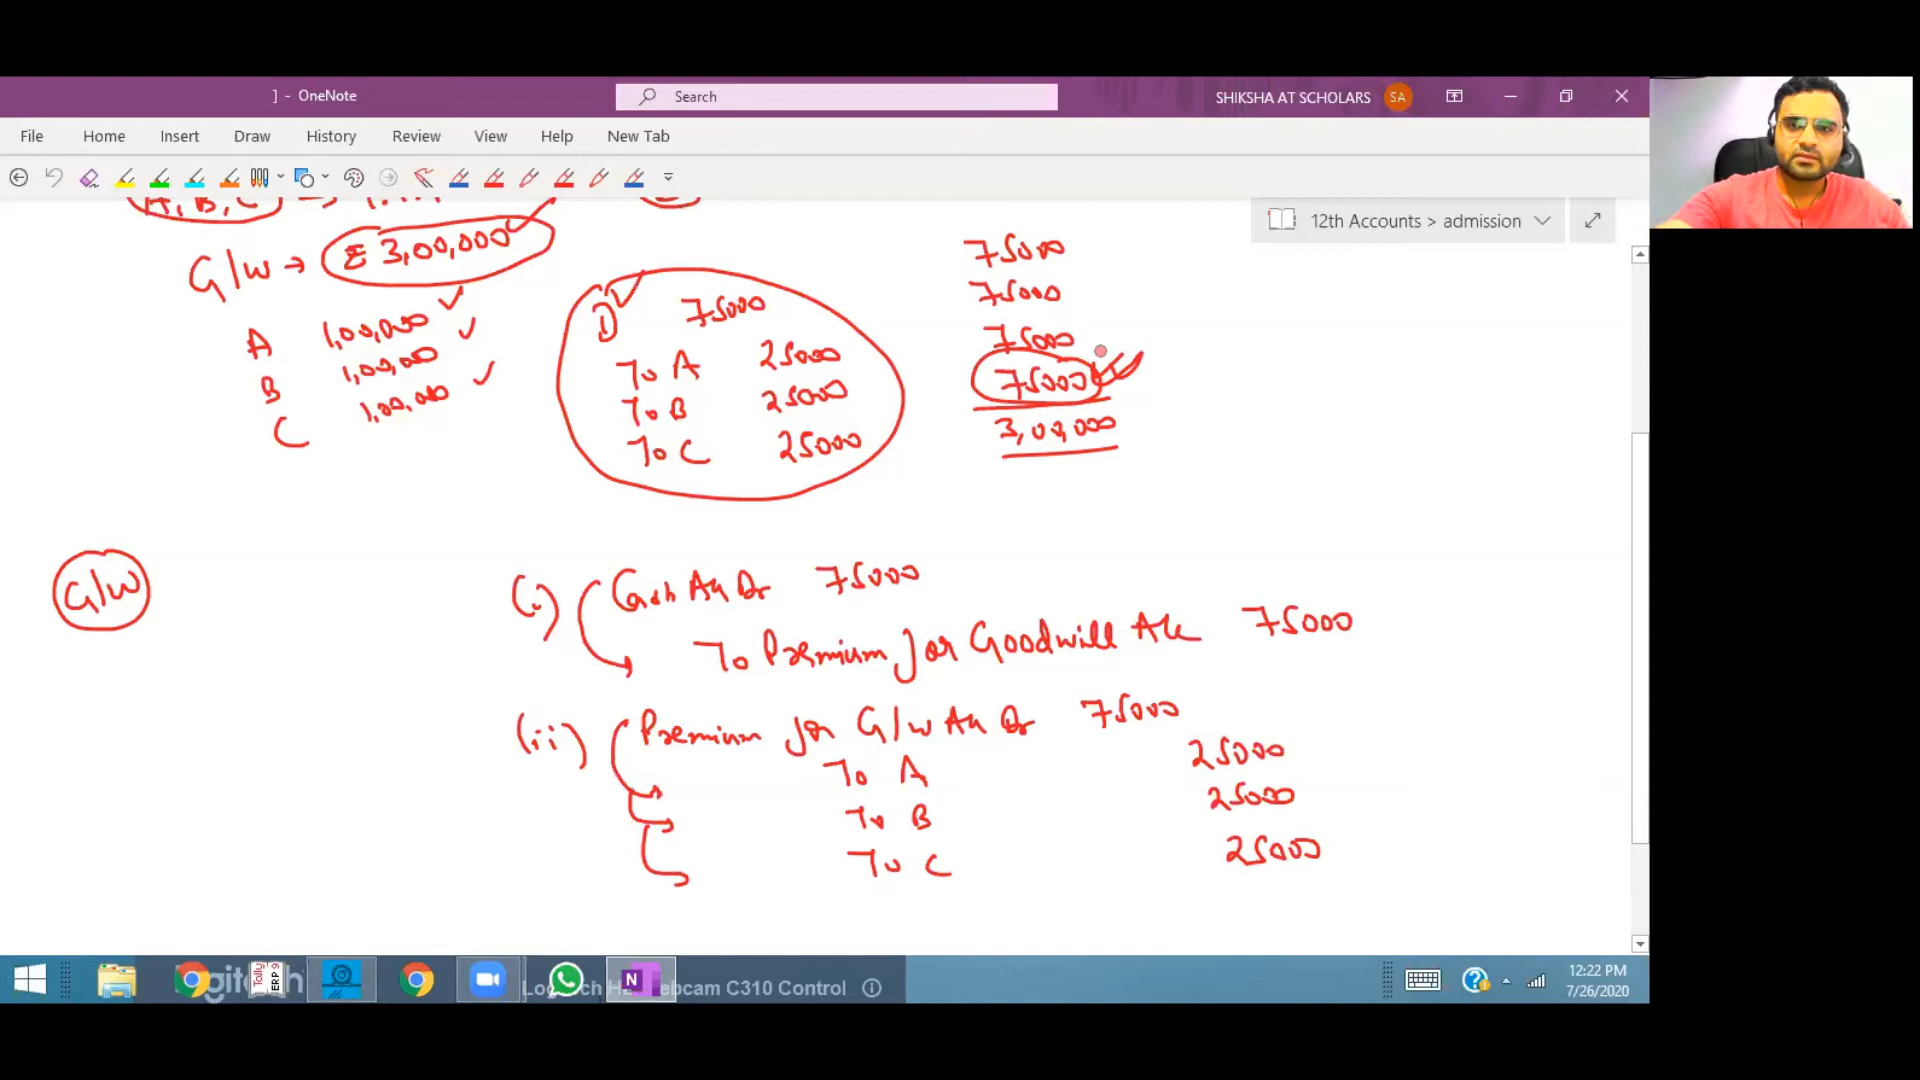 ] - OneNote
Search
SHIKSHA AT SCHOLARS SA
File Home Insert Draw History Review View Help New Tab
12th Accounts > admission
A, B, C
G/W → 3,00,000
A 1,00,000
B 1,00,000
C 1,00,000
D 75000
To A 25000
To B 25000
To C 25000
75000
75000
75000
75000
3,00,000
G/W
(i) Cash A/c Dr 75000
To Premium for Goodwill A/c 75000
(ii) Premium for G/W A/c Dr 75000
To A 25000
To B 25000
To C 25000
Tally ERP 9
N
Webcam C310 Control
12:22 PM
7/26/2020